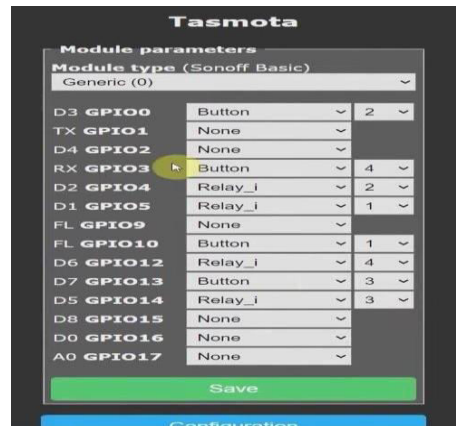 Tasmota
Module parameters
Module type (Sonoff Basic)
Generic (0)
D3 GPIO0 Button 2
TX GPIO1 None
D4 GPIO2 None
RX GPIO3 Button 4
D2 GPIO4 Relay_i 2
D1 GPIO5 Relay_i 1
FL GPIO9 None
FL GPIO10 Button 1
D6 GPIO12 Relay_i 4
D7 GPIO13 Button 3
D5 GPIO14 Relay_i 3
D8 GPIO15 None
D0 GPIO16 None
A0 GPIO17 None
Save
Configuration